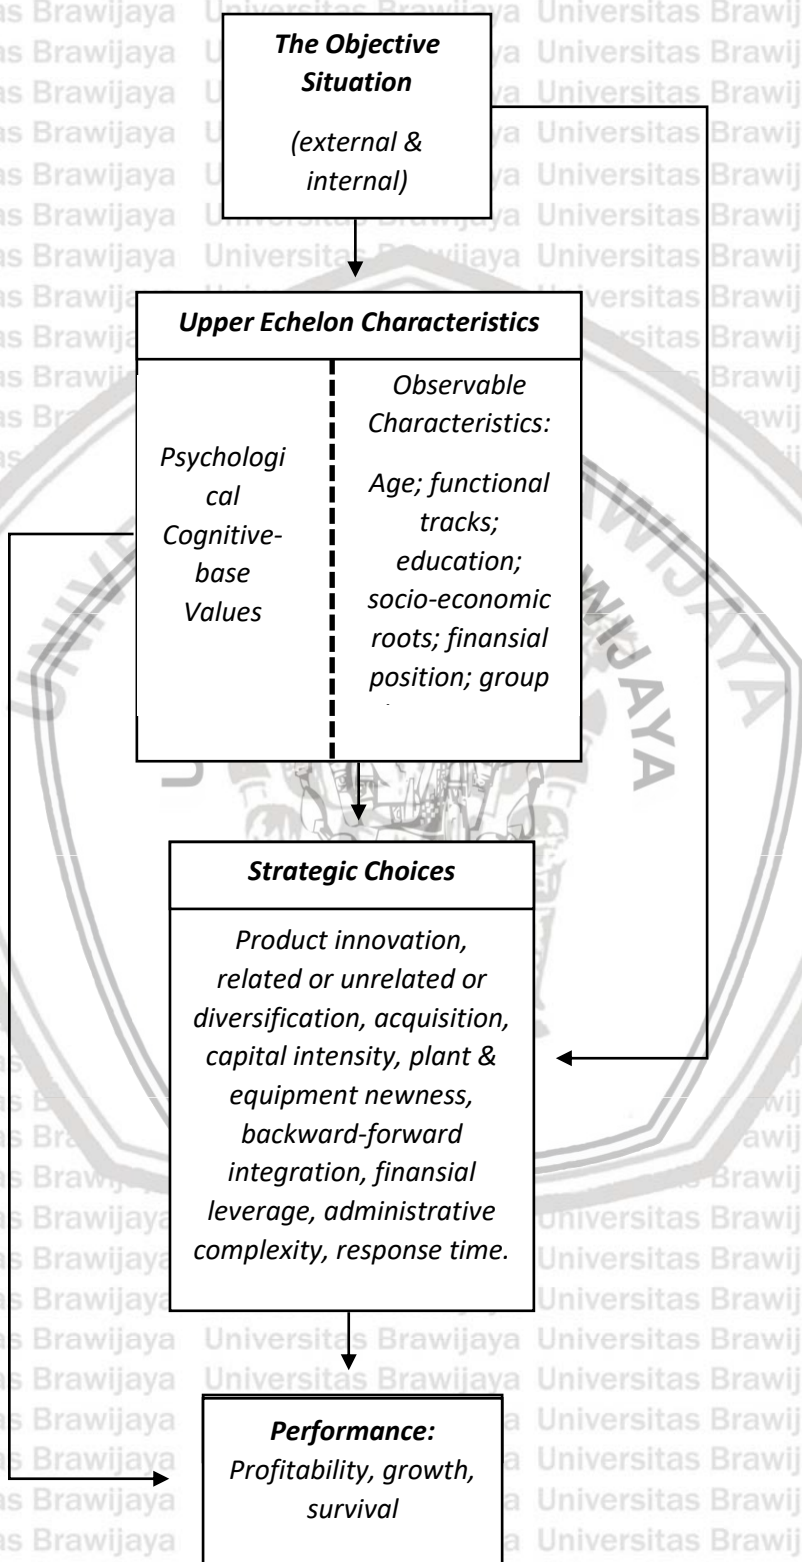 The Objective
Situation
(external &
internal)
Upper Echelon Characteristics
Psychologi
cal
Cognitive-
base
Values
Observable
Characteristics:
Age; functional
tracks;
education;
socio-economic
roots; finansial
position; group
Strategic Choices
Product innovation,
related or unrelated or
diversification, acquisition,
capital intensity, plant &
equipment newness,
backward-forward
integration, finansial
leverage, administrative
complexity, response time.
Performance:
Profitability, growth,
survival